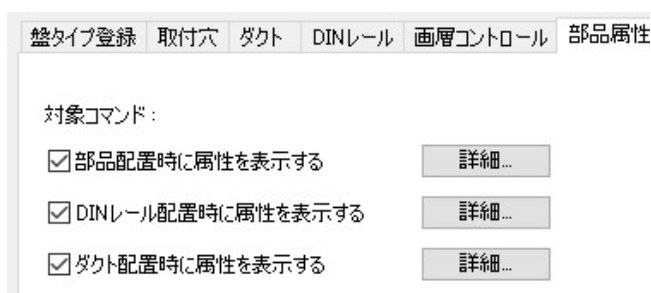 盤タイプ登録 取付穴 ダクト DINレール 画層コントロール 部品属性
対象コマンド:
部品配置時に属性を表示する 詳細...
DINレール配置時に属性を表示する 詳細...
ダクト配置時に属性を表示する 詳細...